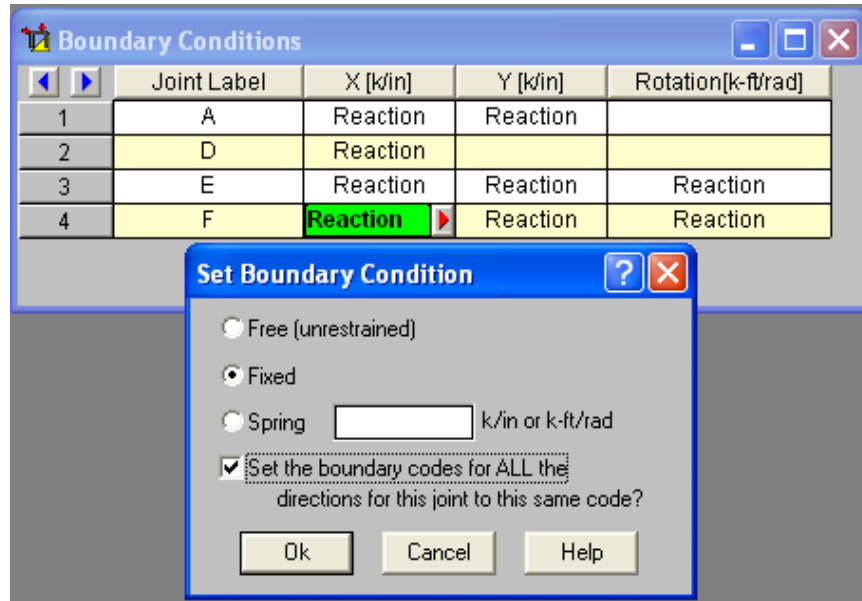 Boundary Conditions
Joint Label X [k/in] Y [k/in] Rotation[k-ft/rad]
1 A Reaction Reaction
2 D Reaction
3 E Reaction Reaction Reaction
4 F Reaction Reaction Reaction
Set Boundary Condition
Free (unrestrained)
Fixed
Spring k/in or k-ft/rad
Set the boundary codes for ALL the
directions for this joint to this same code?
Ok Cancel Help